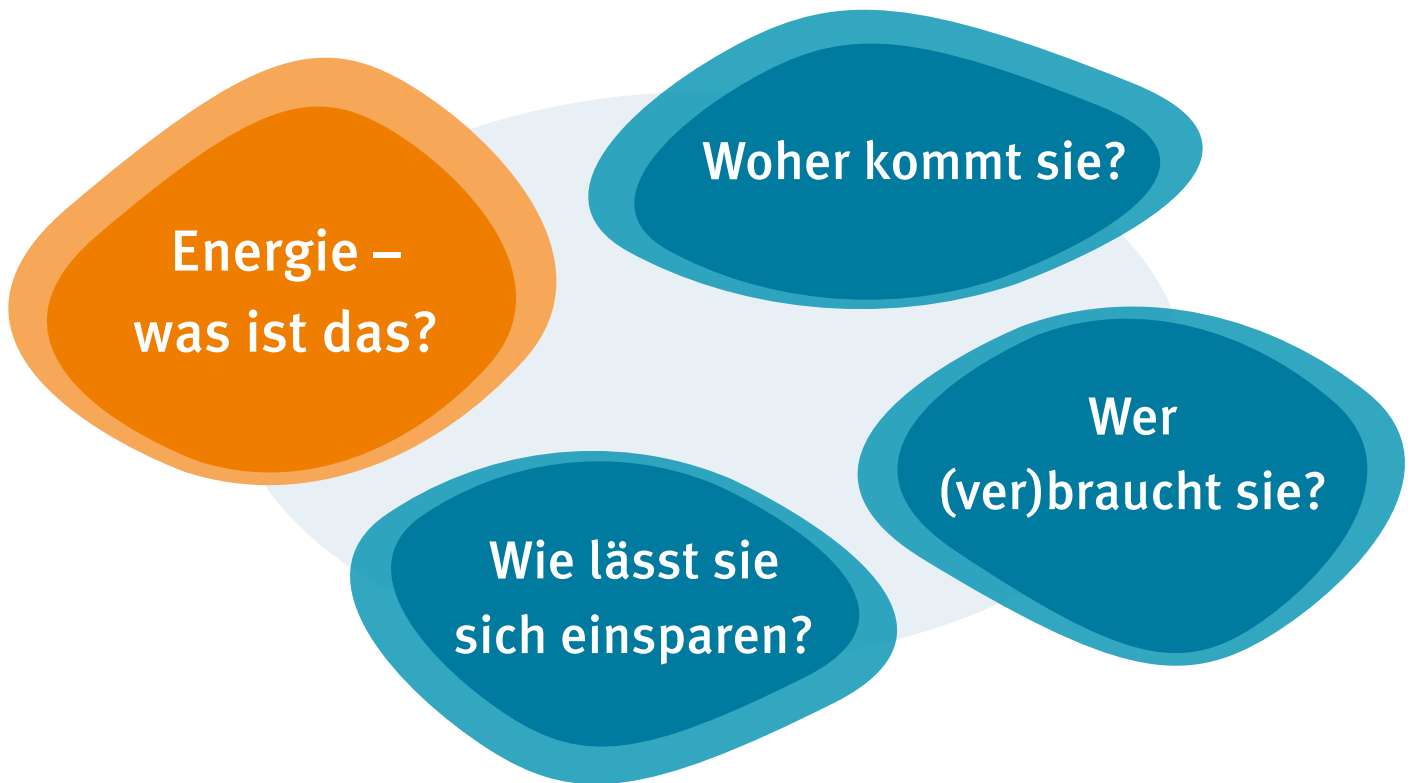 Energie –
was ist das?
Woher kommt sie?
Wer
(ver)braucht sie?
Wie lässt sie
sich einsparen?